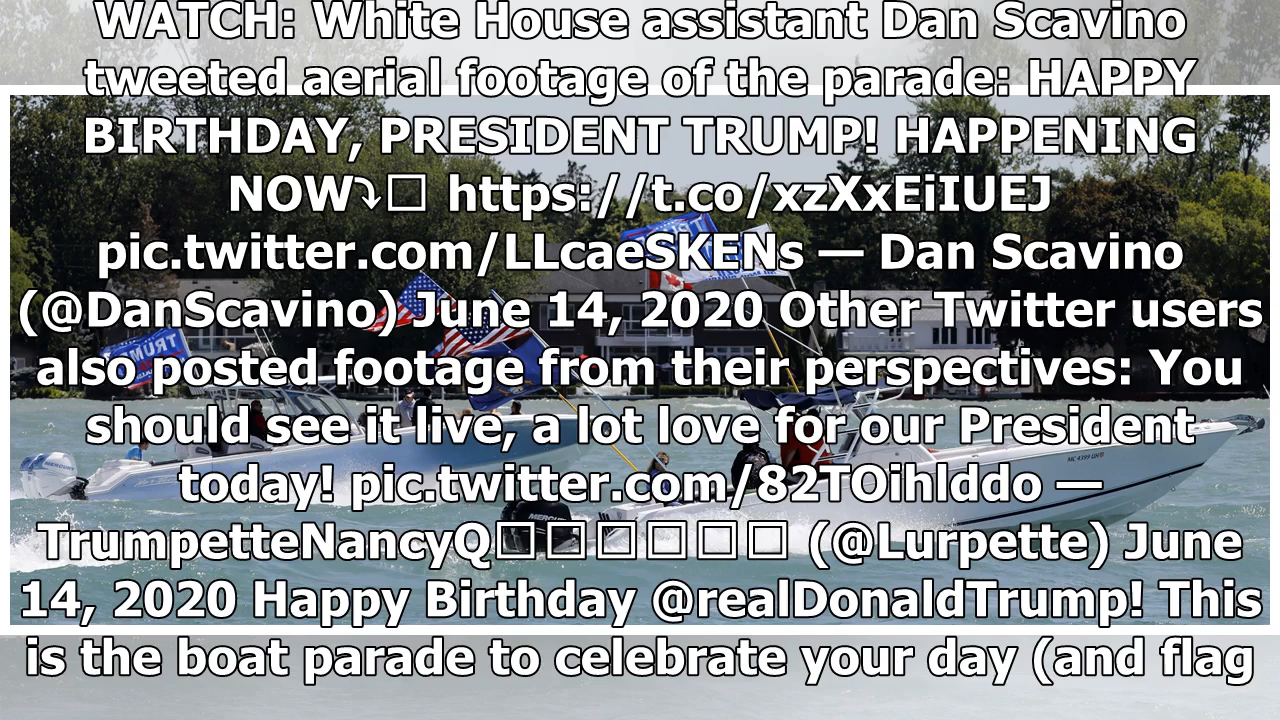 WATCH: White House assistant Dan Scavino
tweeted aerial footage of the parade: HAPPY
BIRTHDAY, PRESIDENT TRUMP! HAPPENING
NOW⤵□ https://t.co/xzXxEiIUEJ
pic.twitter.com/LLcaeSKENs — Dan Scavino
(@DanScavino) June 14, 2020 Other Twitter users
also posted footage from their perspectives: You
should see it live, a lot love for our President
today! pic.twitter.com/82TOihlddo —
TrumpetteNancyQ□□□□□□ (@Lurpette) June
14, 2020 Happy Birthday @realDonaldTrump! This
is the boat parade to celebrate your day (and flag
TRUMP
MERCURY
MERCURY